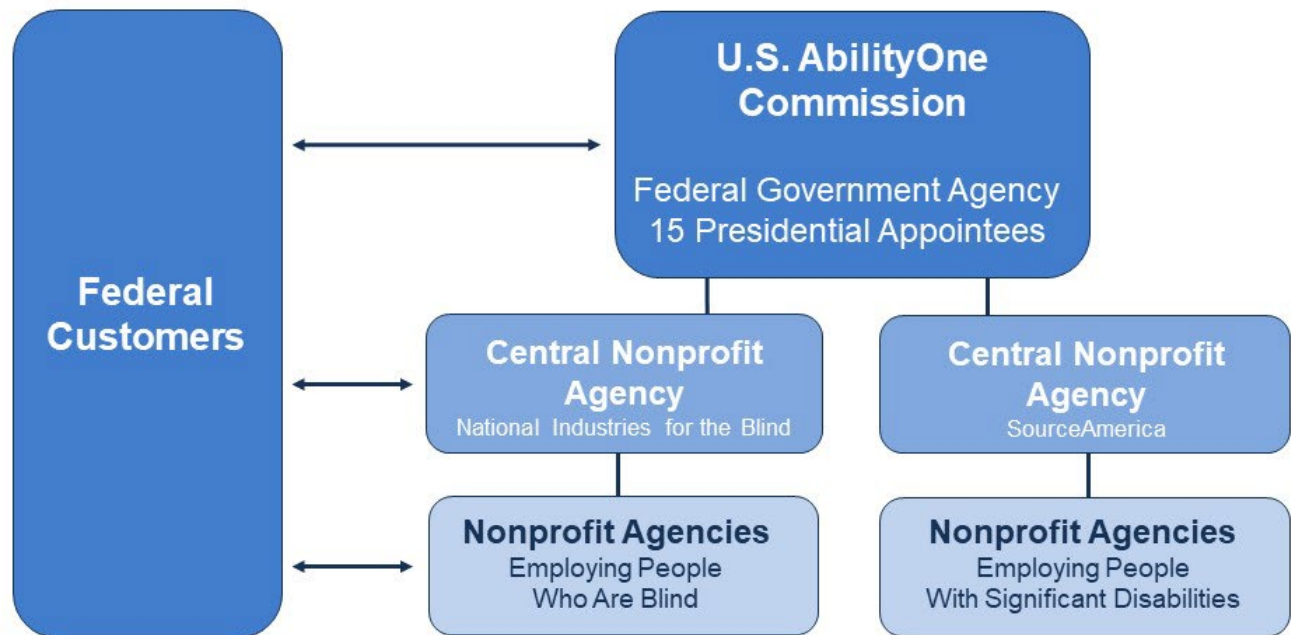 Federal
Customers
U.S. AbilityOne
Commission
Federal Government Agency
15 Presidential Appointees
Central Nonprofit
Agency
National Industries for the Blind
Central Nonprofit
Agency
SourceAmerica
Nonprofit Agencies
Employing People
Who Are Blind
Nonprofit Agencies
Employing People
With Significant Disabilities